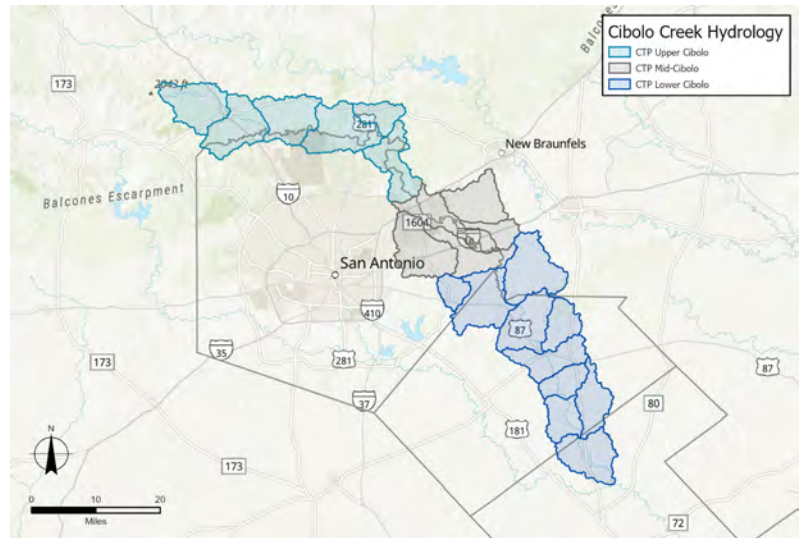 Cibolo Creek Hydrology
CTP Upper Cibolo
CTP Mid-Cibolo
CTP Lower Cibolo
Balcones
173
2043 ft
281
New Braunfels
Balcones Escarpment
10
1604
San Antonio
410
87
35
281
173
87
37
80
181
173
72
N
0 10 20
Miles